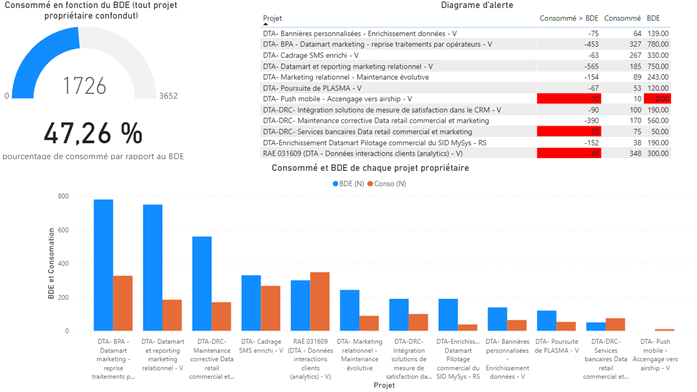 Consommé en fonction du BDE (tout projet
propriétaire confondut)
1726
0
3652
47,26 %
pourcentage de consommé par rapport au BDE
Diagrame d'alerte
Projet Consommé > BDE Consommé BDE
DTA- Bannières personnalisées - Enrichissement données - V -75 64 139,00
DTA- BPA - Datamart marketing - reprise traitements par opérateurs - V -453 327 780,00
DTA- Cadrage SMS enrichi - V -63 267 330,00
DTA- Datamart et reporting marketing relationnel - V -565 185 750,00
DTA- Marketing relationnel - Maintenance évolutive -154 89 243,00
DTA- Poursuite de PLASMA - V -67 53 120,00
DTA- Push mobile - Accengage vers airship - V 10 10 0,00
DTA-DRC- Intégration solutions de mesure de satisfaction dans le CRM - V -90 100 190,00
DTA-DRC- Maintenance corrective Data retail commercial et marketing -390 170 560,00
DTA-DRC- Services bancaires Data retail commercial et marketing 25 75 50,00
DTA-Enrichissement Datamart Pilotage commercial du SID MySys - RS -152 38 190,00
RAE 031609 (DTA - Données interactions clients (analytics) - V) 48 348 300,00
Consommé et BDE de chaque projet propriétaire
BDE (N) Conso (N)
BDE et Consomation
800
600
400
200
0
DTA- BPA -
Datamart
marketing -
reprise
traitements p...
DTA- Datamart
et reporting
marketing
relationnel - V
DTA-DRC-
Maintenance
corrective Data
retail
commercial et...
DTA- Cadrage
SMS enrichi - V
RAE 031609
(DTA - Données
interactions
clients
(analytics) - V)
DTA- Marketing
relationnel -
Maintenance
évolutive
DTA-DRC-
Intégration
solutions de
mesure de
satisfaction da...
DTA-Enrichiss...
Datamart
Pilotage
commercial du
SID MySys - RS
DTA- Bannières
personnalisées
-
Enrichissement
données - V
DTA- Poursuite
de PLASMA - V
DTA-DRC-
Services
bancaires Data
retail
commercial et...
DTA- Push
mobile -
Accengage vers
airship - V
Projet